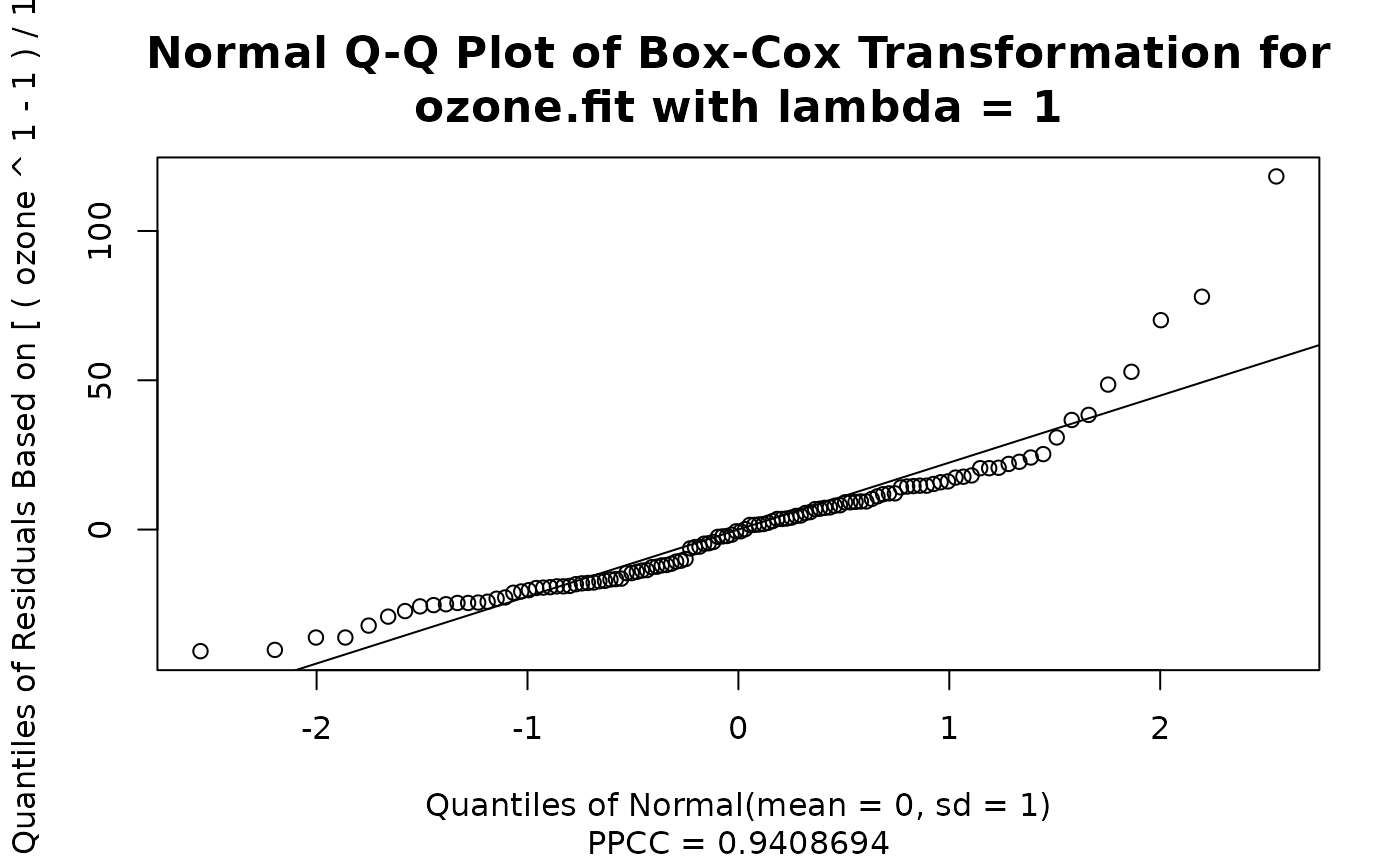 Normal Q-Q Plot of Box-Cox Transformation for
ozone.fit with lambda = 1
Quantiles of Residuals Based on [ ( ozone ^ 1 - 1 ) / 1
100
50
0
-2 -1 0 1 2
Quantiles of Normal(mean = 0, sd = 1)
PPCC = 0.9408694